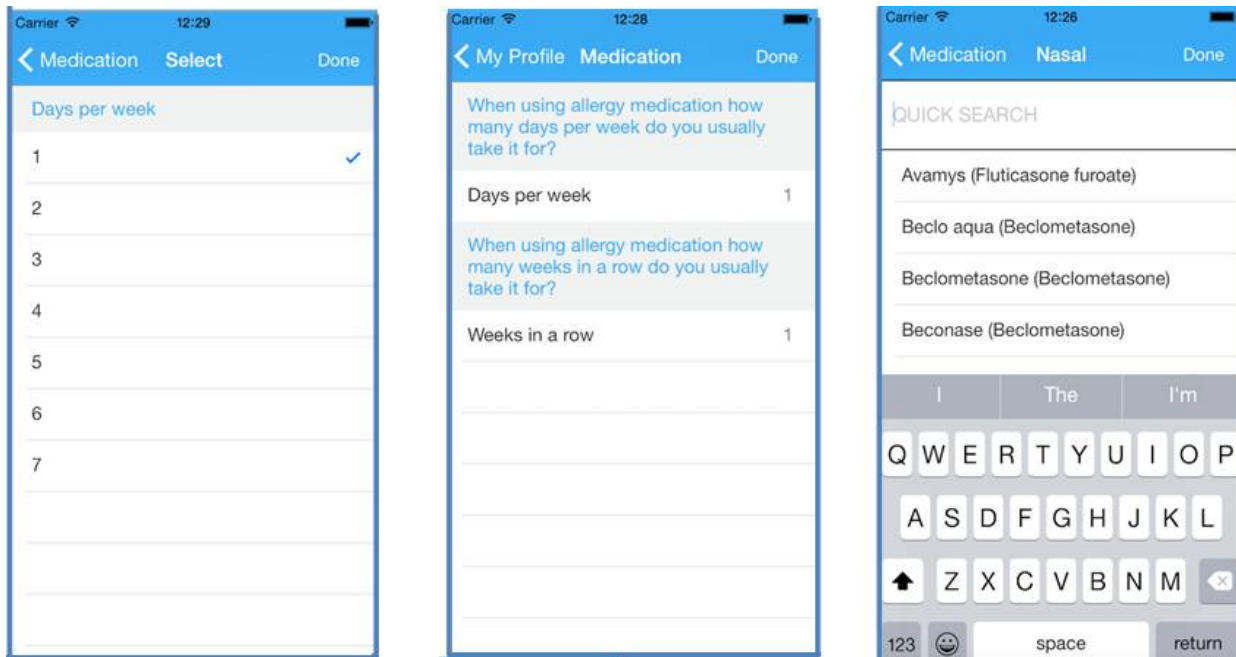 Carrier 12:29
Medication Select Done
Days per week
1
2
3
4
5
6
7
Carrier 12:28
My Profile Medication Done
When using allergy medication how
many days per week do you usually
take it for?
Days per week 1
When using allergy medication how
many weeks in a row do you usually
take it for?
Weeks in a row 1
Carrier 12:26
Medication Nasal Done
QUICK SEARCH
Avamys (Fluticasone furoate)
Beclo aqua (Beclometasone)
Beclometasone (Beclometasone)
Beconase (Beclometasone)
I The I'm
Q W E R T Y U I O P
A S D F G H J K L
Z X C V B N M
123 space return